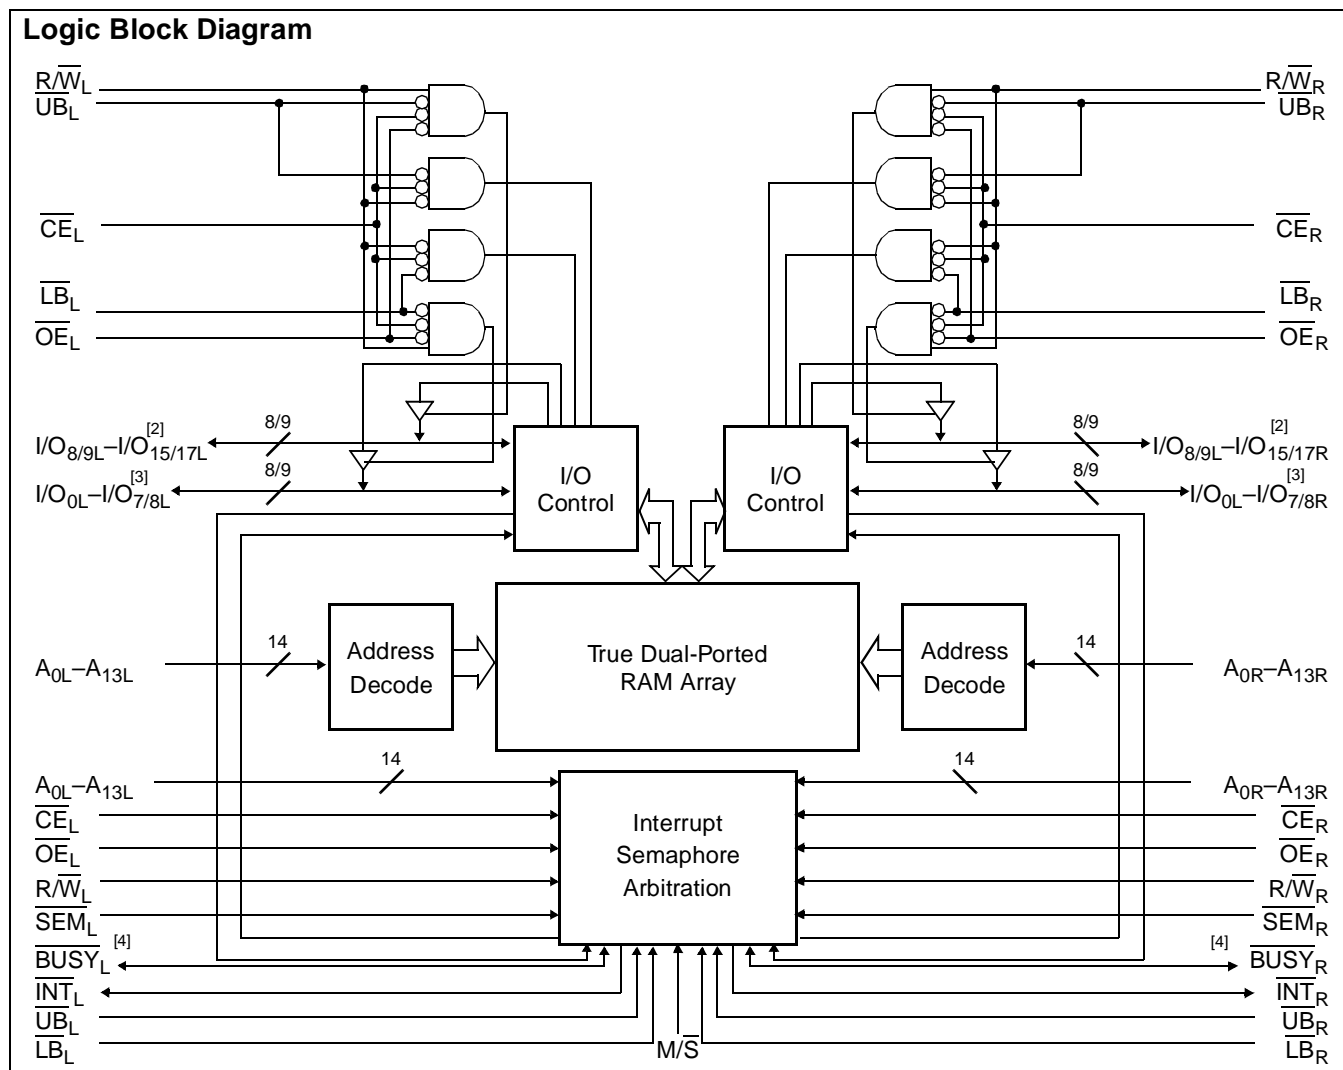 Logic Block Diagram
R/W̅L R/W̅R
U̅B̅L U̅B̅R
C̅E̅L C̅E̅R
L̅B̅L L̅B̅R
O̅E̅L O̅E̅R
I/O8/9L–I/O15/17L[2] 8/9 8/9 I/O8/9L–I/O15/17R[2]
I/O0L–I/O7/8L[3] 8/9 8/9 I/O0L–I/O7/8R[3]
I/O
Control
I/O
Control
A0L–A13L 14 14 A0R–A13R
Address
Decode
True Dual-Ported
RAM Array
Address
Decode
A0L–A13L 14 14 A0R–A13R
C̅E̅L C̅E̅R
O̅E̅L O̅E̅R
R/W̅L R/W̅R
S̅E̅M̅L S̅E̅M̅R
Interrupt
Semaphore
Arbitration
B̅U̅S̅Y̅L[4] [4]B̅U̅S̅Y̅R
I̅N̅T̅L I̅N̅T̅R
U̅B̅L U̅B̅R
L̅B̅L M/S̅ L̅B̅R